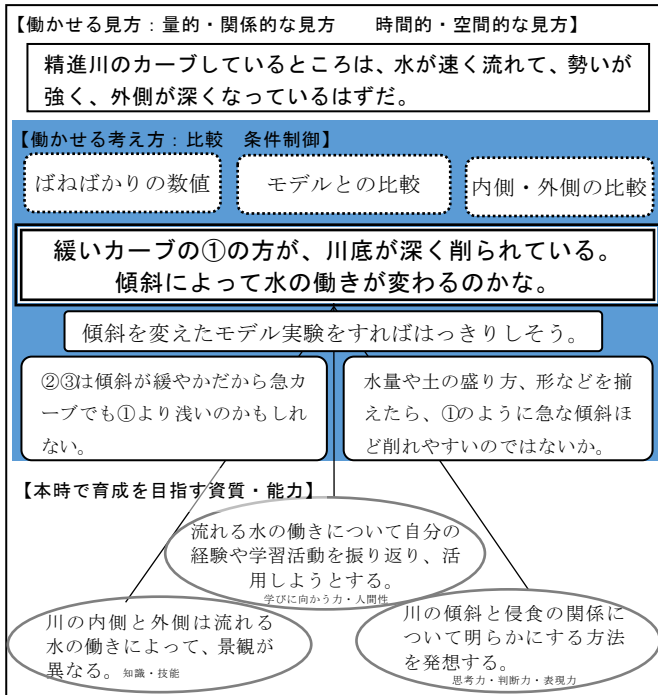 【働かせる見方：量的・関係的な見方　　時間的・空間的な見方】
精進川のカーブしているところは、水が速く流れて、勢いが
強く、外側が深くなっているはずだ。
【働かせる考え方：比較　条件制御】
ばねばかりの数値
モデルとの比較
内側・外側の比較
緩いカーブの①の方が、川底が深く削られている。
傾斜によって水の働きが変わるのかな。
傾斜を変えたモデル実験をすればはっきりしそう。
②③は傾斜が緩やかだから急カ
ーブでも①より浅いのかもしれ
ない。
水量や土の盛り方、形などを揃
えたら、①のように急な傾斜ほ
ど削れやすいのではないか。
【本時で育成を目指す資質・能力】
流れる水の働きについて自分の
経験や学習活動を振り返り、活
用しようとする。
学びに向かう力・人間性
川の内側と外側は流れる
水の働きによって、景観が
異なる。 知識・技能
川の傾斜と侵食の関係に
ついて明らかにする方法
を発想する。
思考力・判断力・表現力